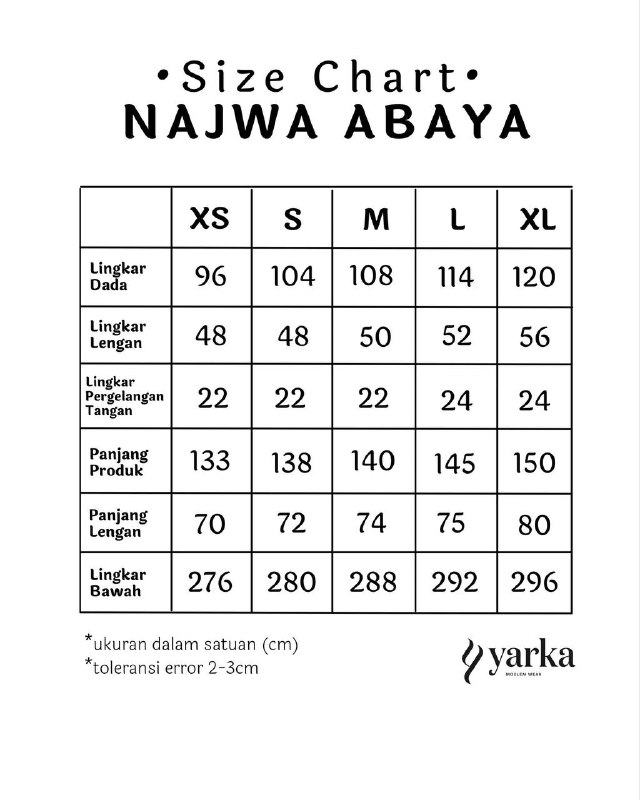 •Size Chart•
NAJWA ABAYA
XS S M L XL
Lingkar
Dada
96 104 108 114 120
Lingkar
Lengan
48 48 50 52 56
Lingkar
Pergelangan
Tangan
22 22 22 24 24
Panjang
Produk
133 138 140 145 150
Panjang
Lengan
70 72 74 75 80
Lingkar
Bawah
276 280 288 292 296
*ukuran dalam satuan (cm)
*toleransi error 2-3cm
yarka
MOSLEM WEAR